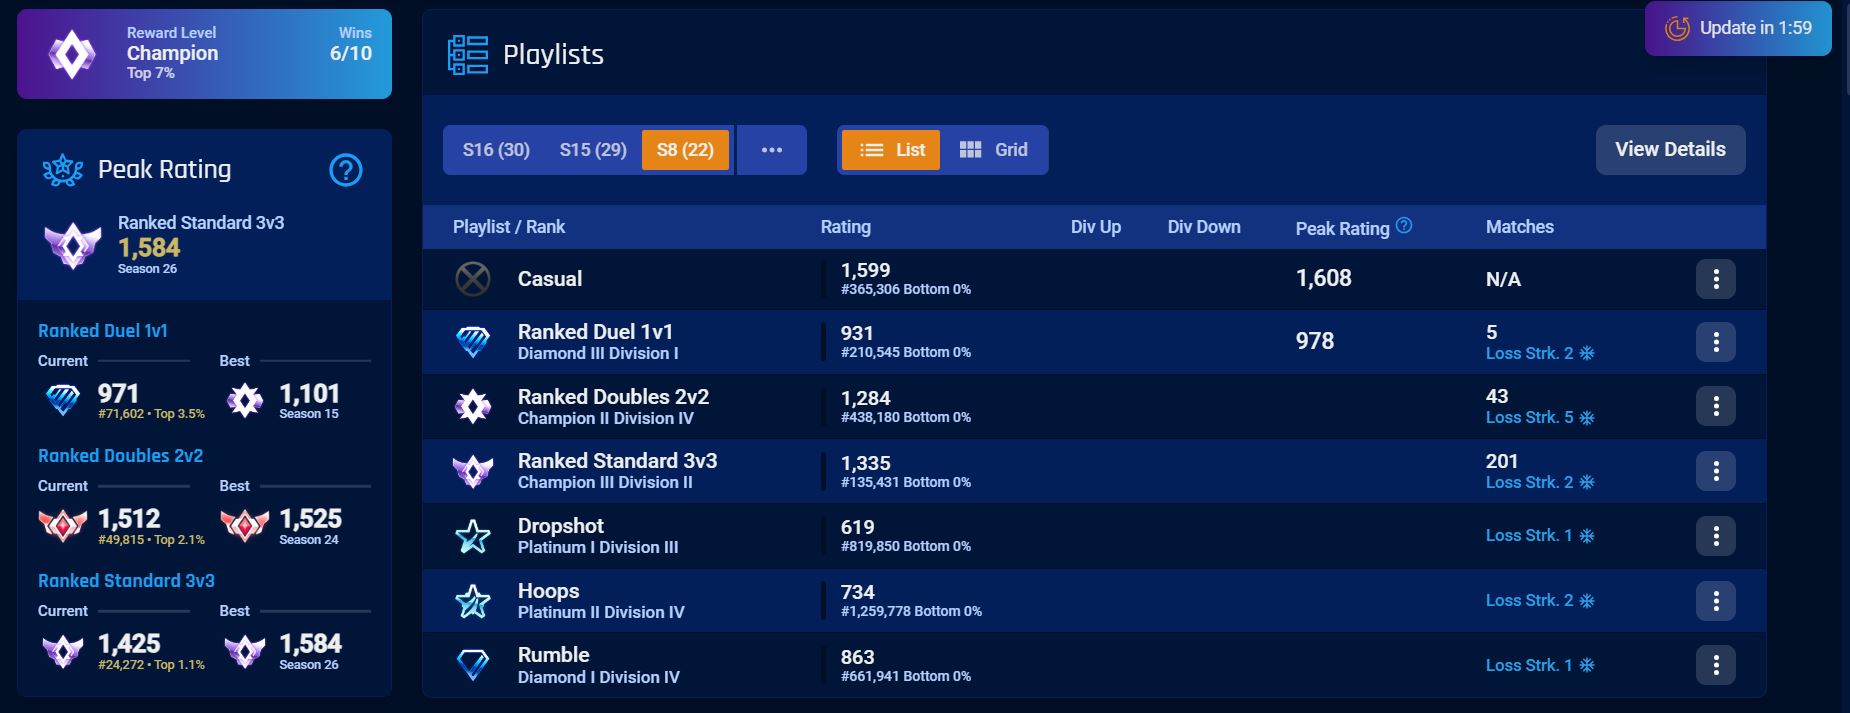 Reward Level
Champion
Top 7%
Wins
6/10
Peak Rating
?
Ranked Standard 3v3
1,584
Season 26
Ranked Duel 1v1
Current
Best
971
#71,602 • Top 3.5%
1,101
Season 15
Ranked Doubles 2v2
Current
Best
1,512
#49,815 • Top 2.1%
1,525
Season 24
Ranked Standard 3v3
Current
Best
1,425
#24,272 • Top 1.1%
1,584
Season 26
Playlists
Update in 1:59
S16 (30) S15 (29) S8 (22) •••
List Grid
View Details
Playlist / Rank Rating Div Up Div Down Peak Rating ? Matches
Casual
1,599
#365,306 Bottom 0%
1,608
N/A
Ranked Duel 1v1
Diamond III Division I
931
#210,545 Bottom 0%
978
5
Loss Strk. 2
Ranked Doubles 2v2
Champion II Division IV
1,284
#438,180 Bottom 0%
43
Loss Strk. 5
Ranked Standard 3v3
Champion III Division II
1,335
#135,431 Bottom 0%
201
Loss Strk. 2
Dropshot
Platinum I Division III
619
#819,850 Bottom 0%
Loss Strk. 1
Hoops
Platinum II Division IV
734
#1,259,778 Bottom 0%
Loss Strk. 2
Rumble
Diamond I Division IV
863
#661,941 Bottom 0%
Loss Strk. 1